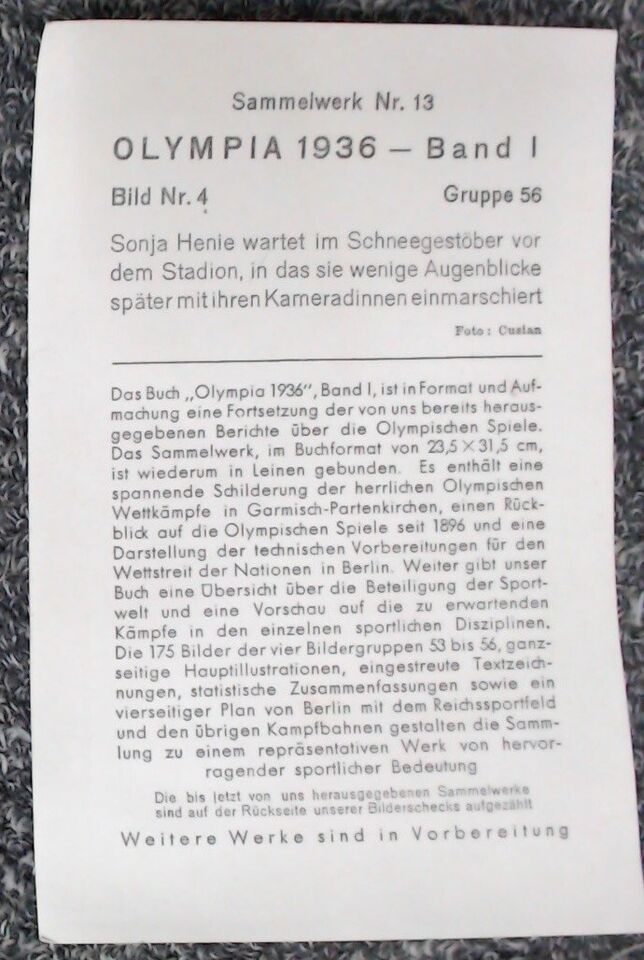 Sammelwerk Nr. 13
OLYMPIA 1936 – Band I
Bild Nr. 4 Gruppe 56
Sonja Henie wartet im Schneegestöber vor
dem Stadion, in das sie wenige Augenblicke
später mit ihren Kameradinnen einmarschiert
Foto: Cusian
Das Buch „Olympia 1936“, Band I, ist in Format und Auf-
machung eine Fortsetzung der von uns bereits heraus-
gegebenen Berichte über die Olympischen Spiele.
Das Sammelwerk, im Buchformat von 23,5 × 31,5 cm,
ist wiederum in Leinen gebunden. Es enthält eine
spannende Schilderung der herrlichen Olympischen
Wettkämpfe in Garmisch-Partenkirchen, einen Rück-
blick auf die Olympischen Spiele seit 1896 und eine
Darstellung der technischen Vorbereitungen für den
Wettstreit der Nationen in Berlin. Weiter gibt unser
Buch eine Übersicht über die Beteiligung der Sport-
welt und eine Vorschau auf die zu erwartenden
Kämpfe in den einzelnen sportlichen Disziplinen.
Die 175 Bilder der vier Bildergruppen 53 bis 56, ganz-
seitige Hauptillustrationen, eingestreute Textzeich-
nungen, statistische Zusammenfassungen sowie ein
vierseitiger Plan von Berlin mit dem Reichssportfeld
und den übrigen Kampfbahnen gestalten die Samm-
lung zu einem repräsentativen Werk von hervor-
ragender sportlicher Bedeutung
Die bis jetzt von uns herausgegebenen Sammelwerke
sind auf der Rückseite unserer Bilderschecks aufgezählt
Weitere Werke sind in Vorbereitung